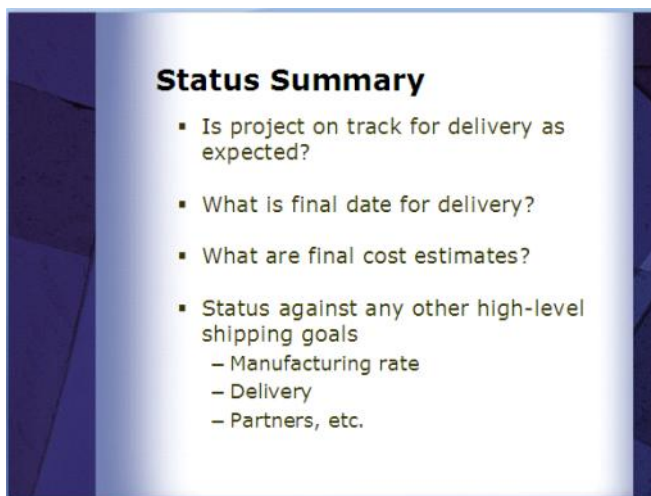 Status Summary
▪ Is project on track for delivery as
expected?
▪ What is final date for delivery?
▪ What are final cost estimates?
▪ Status against any other high-level
shipping goals
– Manufacturing rate
– Delivery
– Partners, etc.